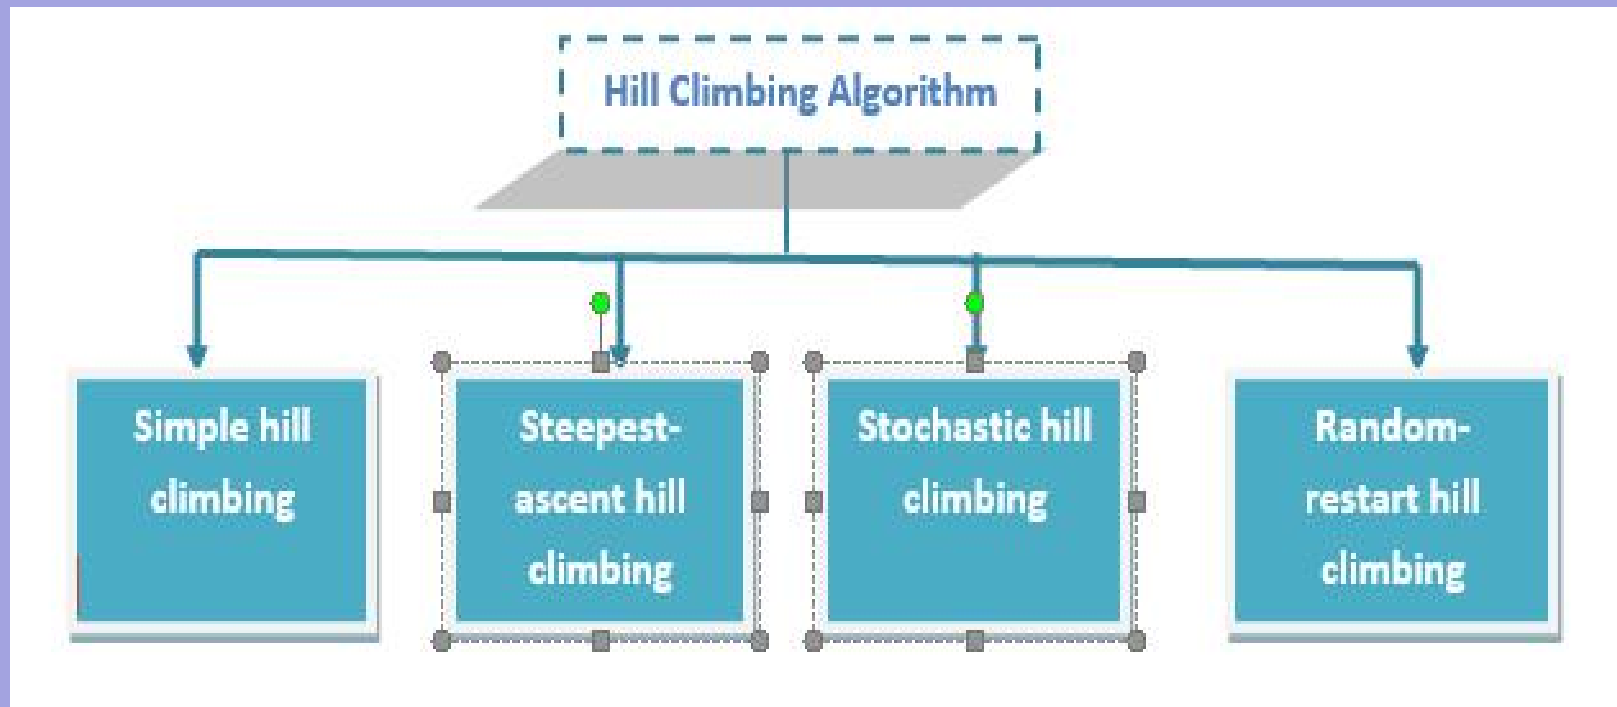 Hill Climbing Algorithm
Simple hill
climbing
Steepest-
ascent hill
climbing
Stochastic hill
climbing
Random-
restart hill
climbing